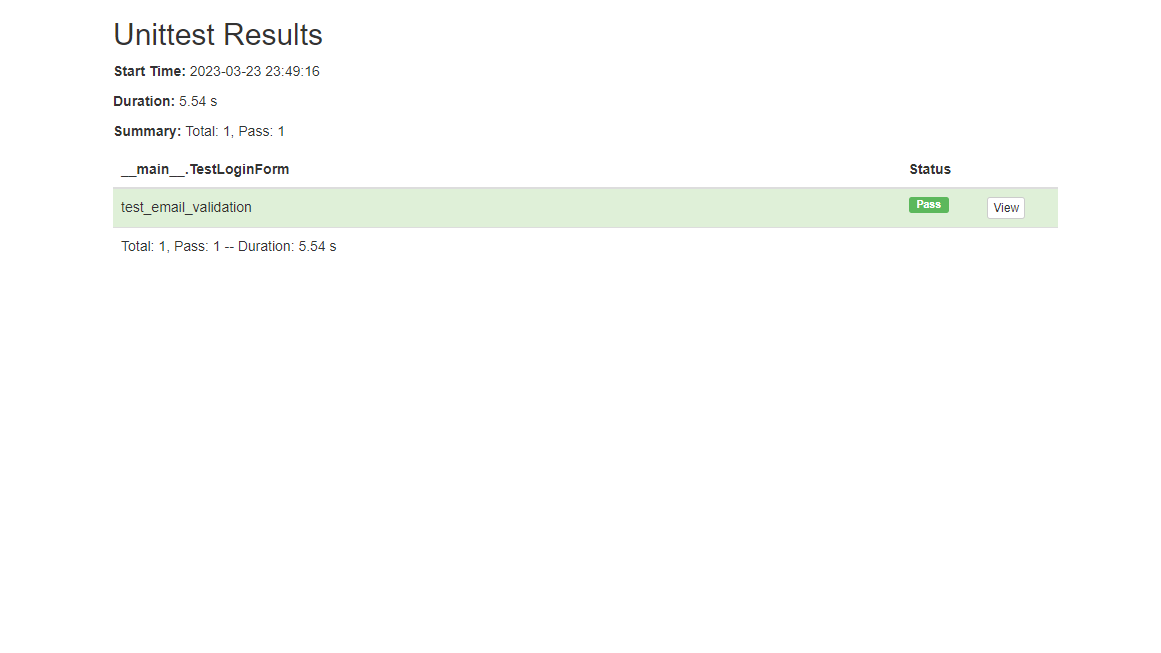 Unittest Results
Start Time: 2023-03-23 23:49:16
Duration: 5.54 s
Summary: Total: 1, Pass: 1
__main__.TestLoginForm Status
test_email_validation Pass View
Total: 1, Pass: 1 -- Duration: 5.54 s